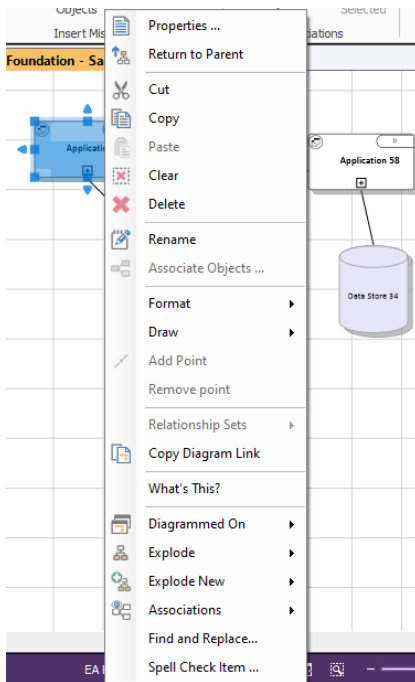 Objects
Selected
Insert Mis
iations
Foundation - Sa
Properties ...
Return to Parent
Cut
Copy
Paste
Clear
Delete
Rename
Associate Objects ...
Format
Draw
Add Point
Remove point
Relationship Sets
Copy Diagram Link
What's This?
Diagrammed On
Explode
Explode New
Associations
Find and Replace...
Spell Check Item ...
Applicati
D
Application 58
Data Store 34
EA